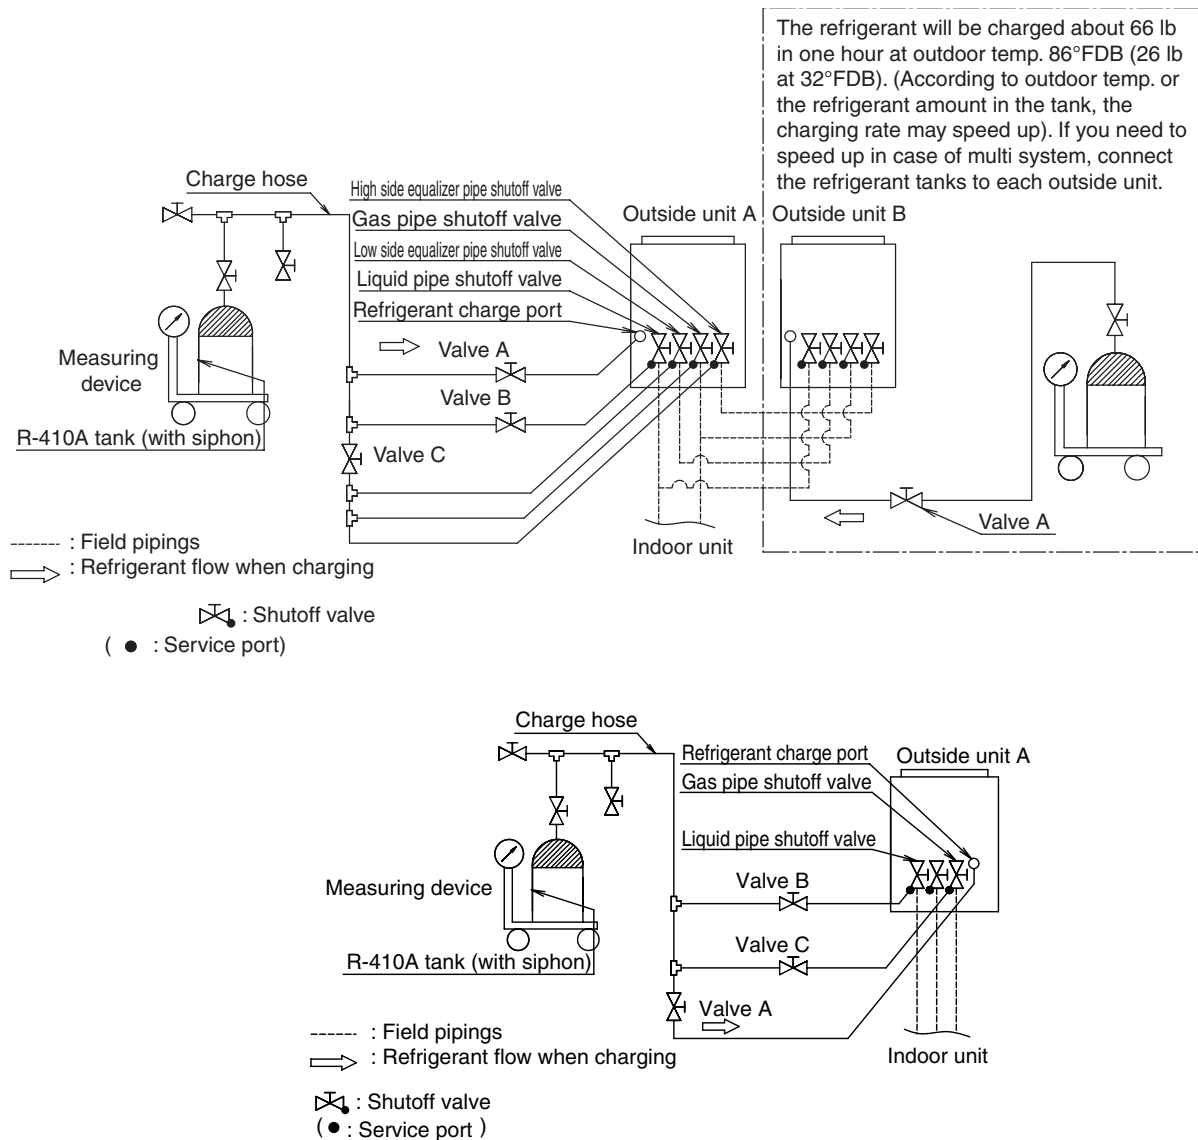 The refrigerant will be charged about 66 lb
in one hour at outdoor temp. 86°FDB (26 lb
at 32°FDB). (According to outdoor temp. or
the refrigerant amount in the tank, the
charging rate may speed up). If you need to
speed up in case of multi system, connect
the refrigerant tanks to each outside unit.
Charge hose
High side equalizer pipe shutoff valve
Gas pipe shutoff valve
Low side equalizer pipe shutoff valve
Liquid pipe shutoff valve
Refrigerant charge port
Outside unit A
Outside unit B
Measuring
device
Valve A
Valve B
R-410A tank (with siphon)
Valve C
Valve A
Indoor unit
: Field pipings
: Refrigerant flow when charging
: Shutoff valve
( ● : Service port)
Charge hose
Refrigerant charge port
Outside unit A
Gas pipe shutoff valve
Liquid pipe shutoff valve
Measuring device
Valve B
Valve C
R-410A tank (with siphon)
Valve A
Indoor unit
: Field pipings
: Refrigerant flow when charging
: Shutoff valve
( ● : Service port )